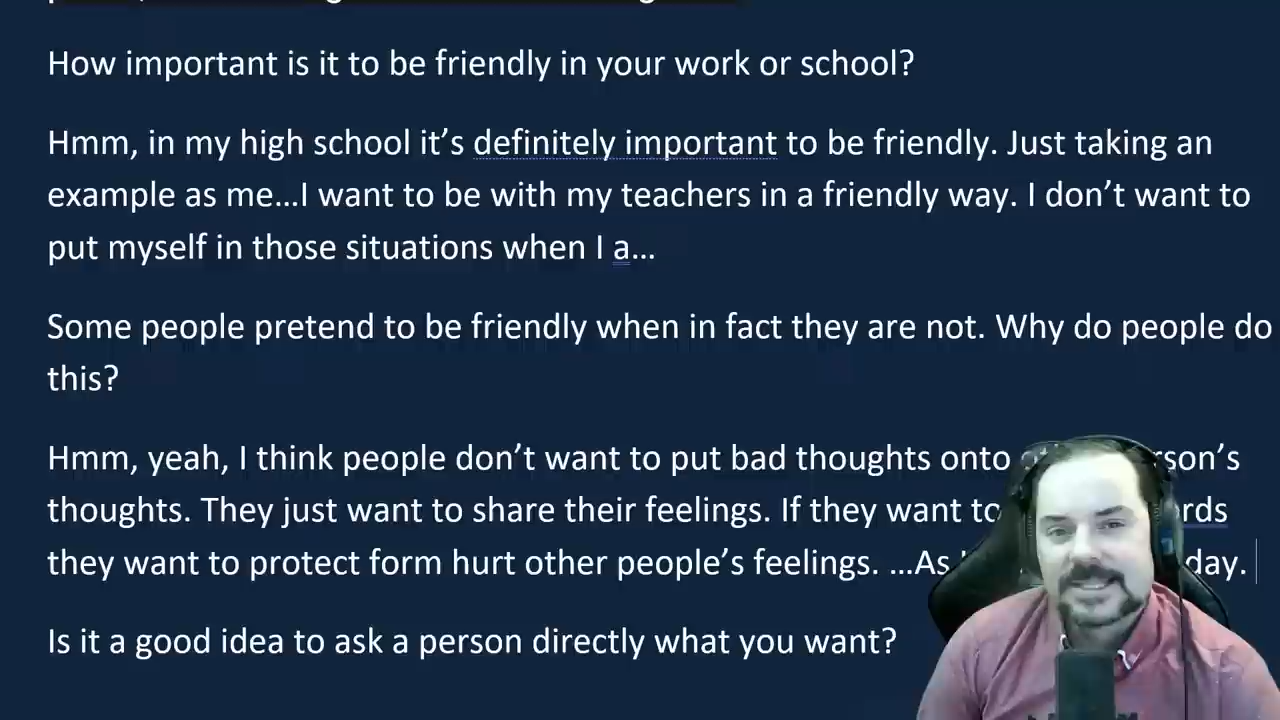 How important is it to be friendly in your work or school?
Hmm, in my high school it’s definitely important to be friendly. Just taking an
example as me…I want to be with my teachers in a friendly way. I don’t want to
put myself in those situations when I a…
Some people pretend to be friendly when in fact they are not. Why do people do
this?
Hmm, yeah, I think people don’t want to put bad thoughts onto
thoughts. They just want to share their feelings. If they want to
they want to protect form hurt other people’s feelings. …As day.
Is it a good idea to ask a person directly what you want?